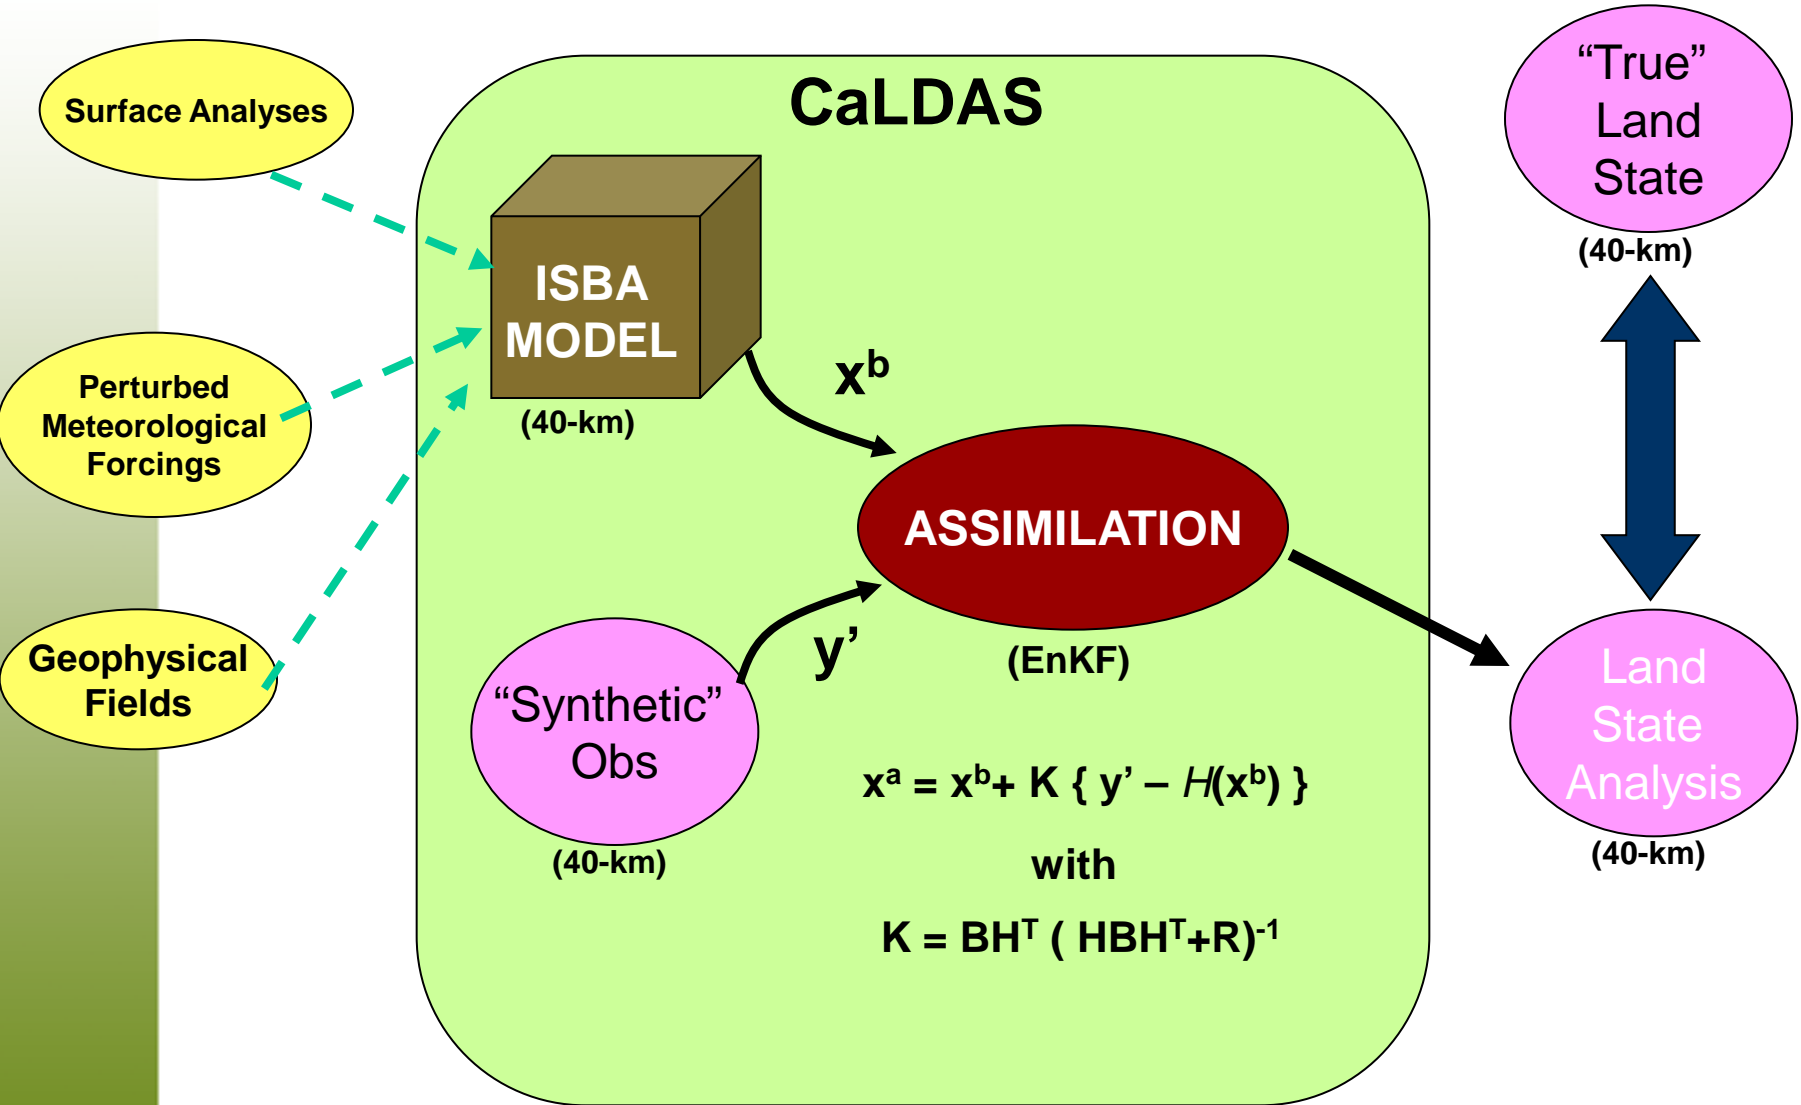 CaLDAS
Surface Analyses
Perturbed
Meteorological
Forcings
Geophysical
Fields
ISBA
MODEL
(40-km)
xᵇ
ASSIMILATION
(EnKF)
y’
“Synthetic”
Obs
(40-km)
xᵃ = xᵇ+ K { y’ – H(xᵇ) }
with
K = BHᵀ ( HBHᵀ+R)⁻¹
“True”
Land
State
(40-km)
Land
State
Analysis
(40-km)